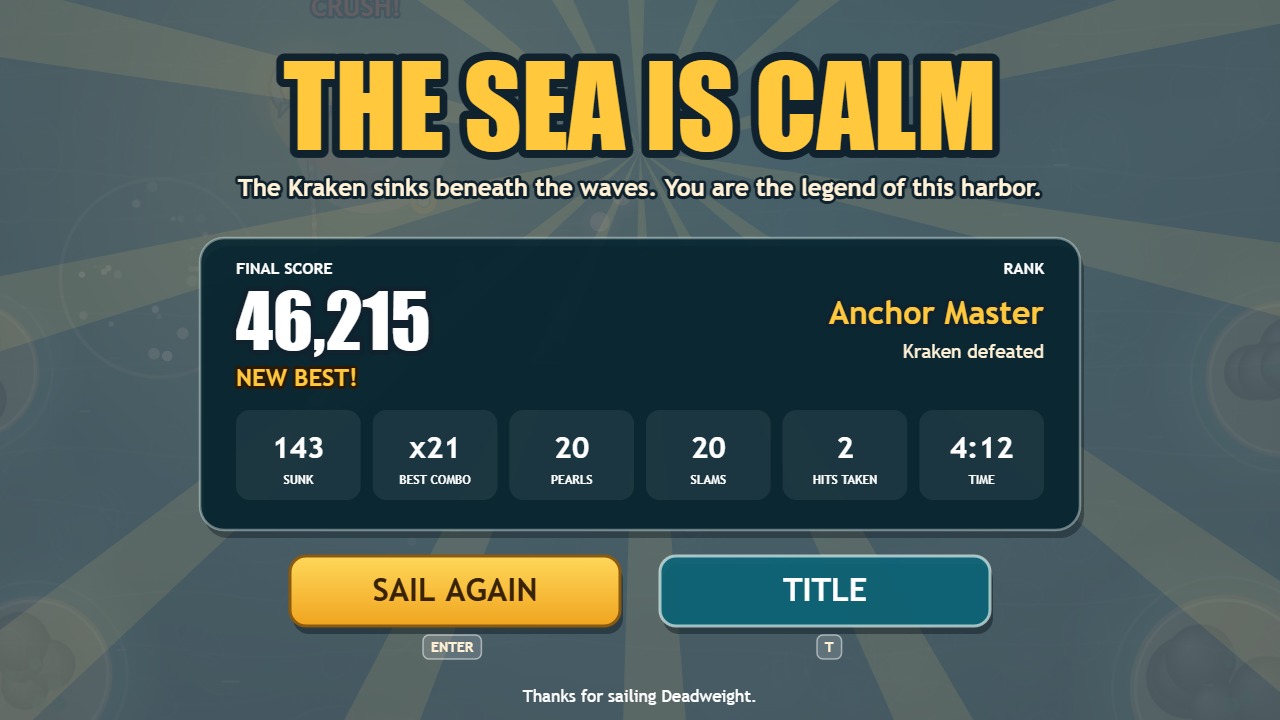 CRUSH!
THE SEA IS CALM
The Kraken sinks beneath the waves. You are the legend of this harbor.
FINAL SCORE
RANK
46,215
Anchor Master
Kraken defeated
NEW BEST!
143
x21
20
20
2
4:12
SUNK
BEST COMBO
PEARLS
SLAMS
HITS TAKEN
TIME
SAIL AGAIN
TITLE
ENTER
T
Thanks for sailing Deadweight.